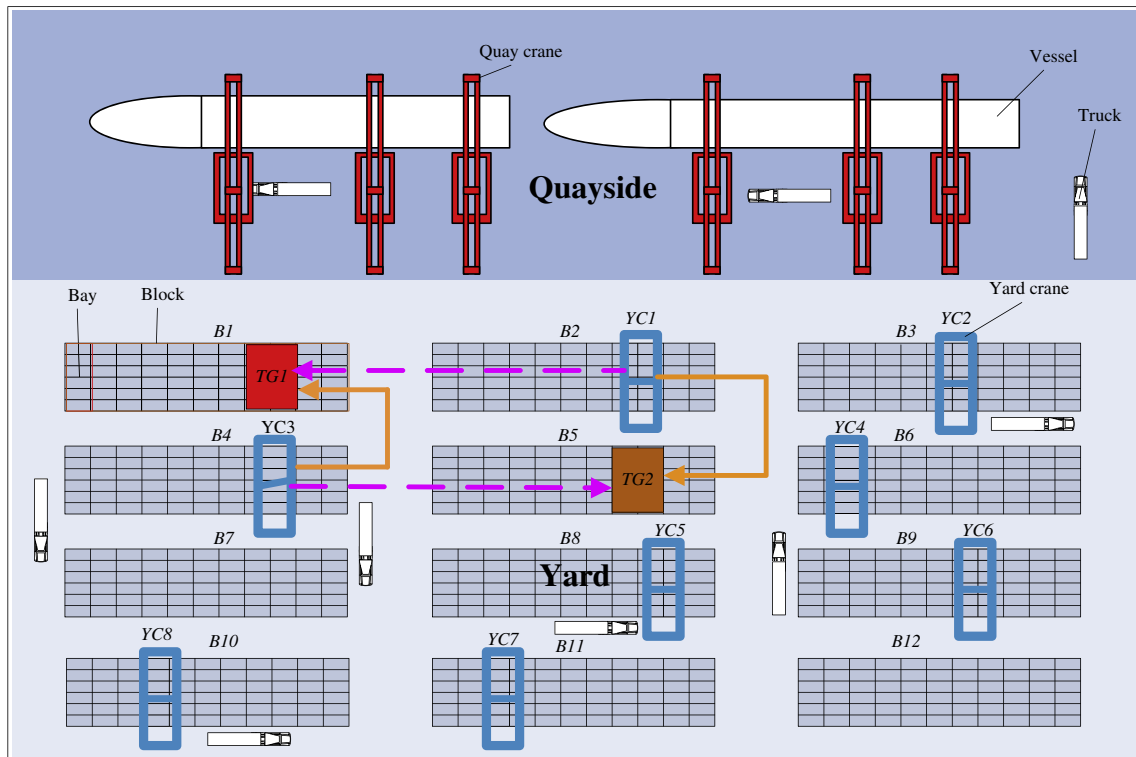 Quay crane
Vessel
Truck
Quayside
Bay
Block
Yard crane
B1
B2
YC1
B3
YC2
TG1
B4
YC3
B5
YC4
B6
TG2
B7
B8
YC5
B9
YC6
Yard
YC8
B10
YC7
B11
B12